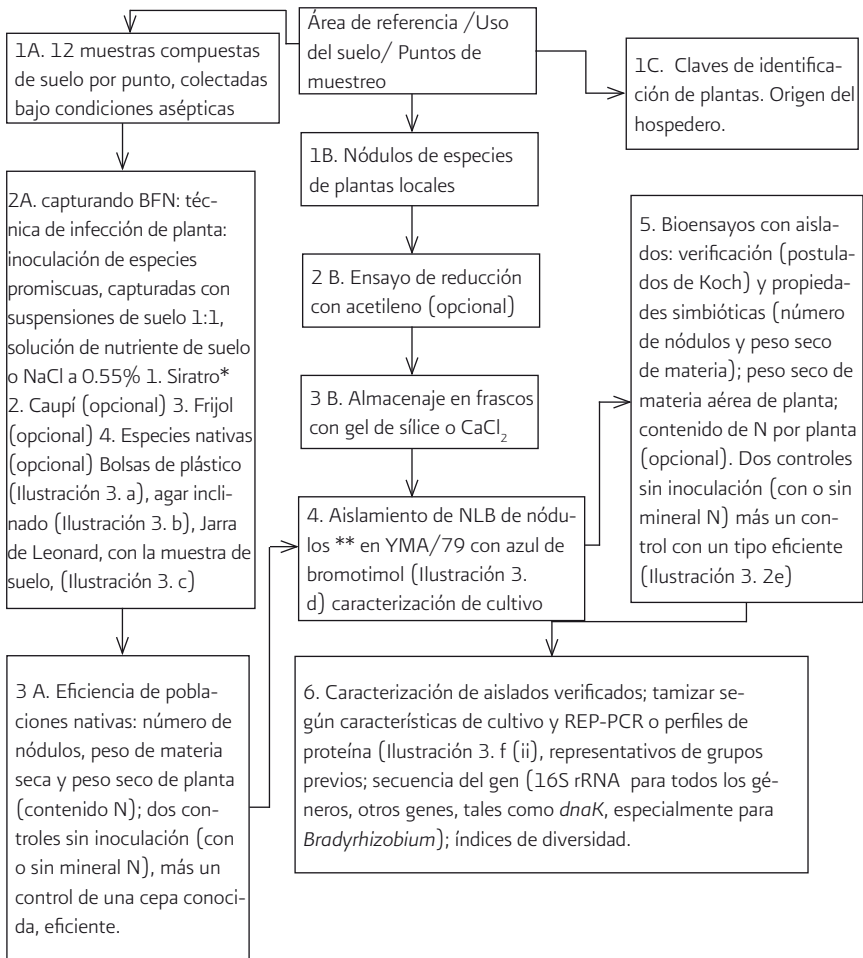 Área de referencia /Uso
del suelo/ Puntos de
muestreo
1A. 12 muestras compuestas
de suelo por punto, colectadas
bajo condiciones asépticas
1C. Claves de identifica-
ción de plantas. Origen del
hospedero.
1B. Nódulos de especies
de plantas locales
2A. capturando BFN: téc-
nica de infección de planta:
inoculación de especies
promiscuas, capturadas con
suspensiones de suelo 1:1,
solución de nutriente de suelo
o NaCl a 0.55% 1. Siratro*
2. Caupí (opcional) 3. Frijol
(opcional) 4. Especies nativas
(opcional) Bolsas de plástico
(Ilustración 3. a), agar incli-
nado (Ilustración 3. b), Jarra
de Leonard, con la muestra de
suelo, (Ilustración 3. c)
2 B. Ensayo de reducción
con acetileno (opcional)
3 B. Almacenaje en frascos
con gel de sílice o CaCl2
4. Aislamiento de NLB de nódu-
los ** en YMA/79 con azul de
bromotimol (Ilustración 3.
d) caracterización de cultivo
5. Bioensayos con aisla-
dos: verificación (postula-
dos de Koch) y propieda-
des simbióticas (número
de nódulos y peso seco
de materia); peso seco de
materia aérea de planta;
contenido de N por planta
(opcional). Dos controles
sin inoculación (con o sin
mineral N) más un con-
trol con un tipo eficiente
(Ilustración 3. 2e)
3 A. Eficiencia de pobla-
ciones nativas: número de
nódulos, peso de materia
seca y peso seco de planta
(contenido N); dos con-
troles sin inoculación (con
o sin mineral N), más un
control de una cepa conoci-
da, eficiente.
6. Caracterización de aislados verificados; tamizar se-
gún características de cultivo y REP-PCR o perfiles de
proteína (Ilustración 3. f (ii), representativos de grupos
previos; secuencia del gen (16S rRNA para todos los gé-
neros, otros genes, tales como dnaK, especialmente para
Bradyrhizobium); índices de diversidad.